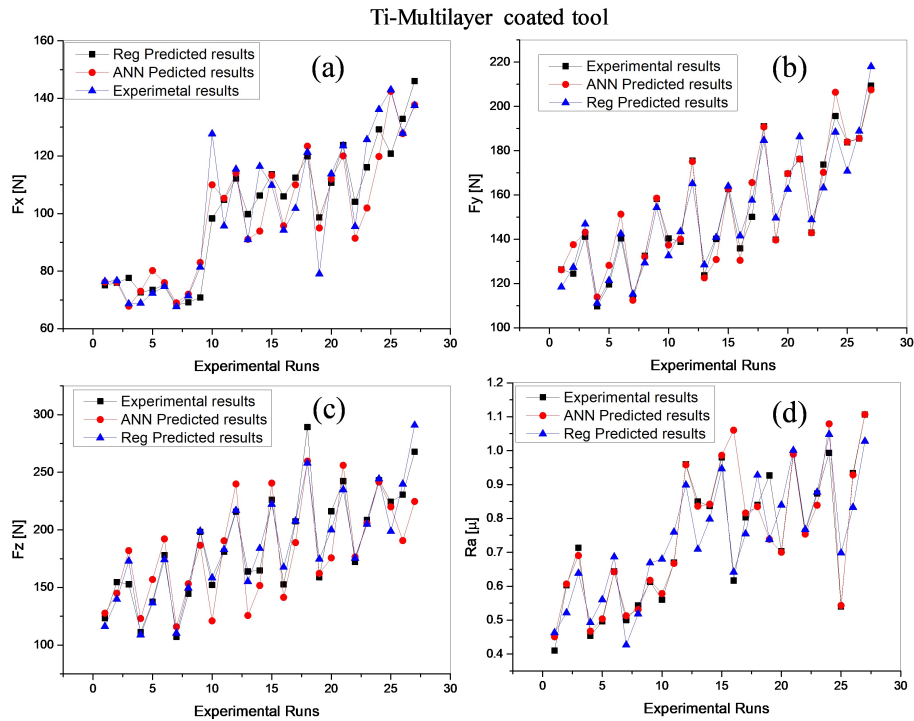 Ti-Multilayer coated tool
(a)
Reg Predicted results
ANN Pedicted results
Experimetal results
Fx [N]
160
140
120
100
80
60
0 5 10 15 20 25 30
Experimental Runs
(b)
Experimental results
ANN Predicted results
Reg Predicted results
Fy [N]
220
200
180
160
140
120
100
0 5 10 15 20 25 30
Experimental Runs
(c)
Experimental results
ANN Predicted results
Reg Predicted results
Fz [N]
300
250
200
150
100
0 5 10 15 20 25 30
Experimental Runs
(d)
Experimental results
ANN Predicted results
Reg Predicted results
Ra [µ]
1.2
1.1
1.0
0.9
0.8
0.7
0.6
0.5
0.4
0 5 10 15 20 25 30
Experimental Runs